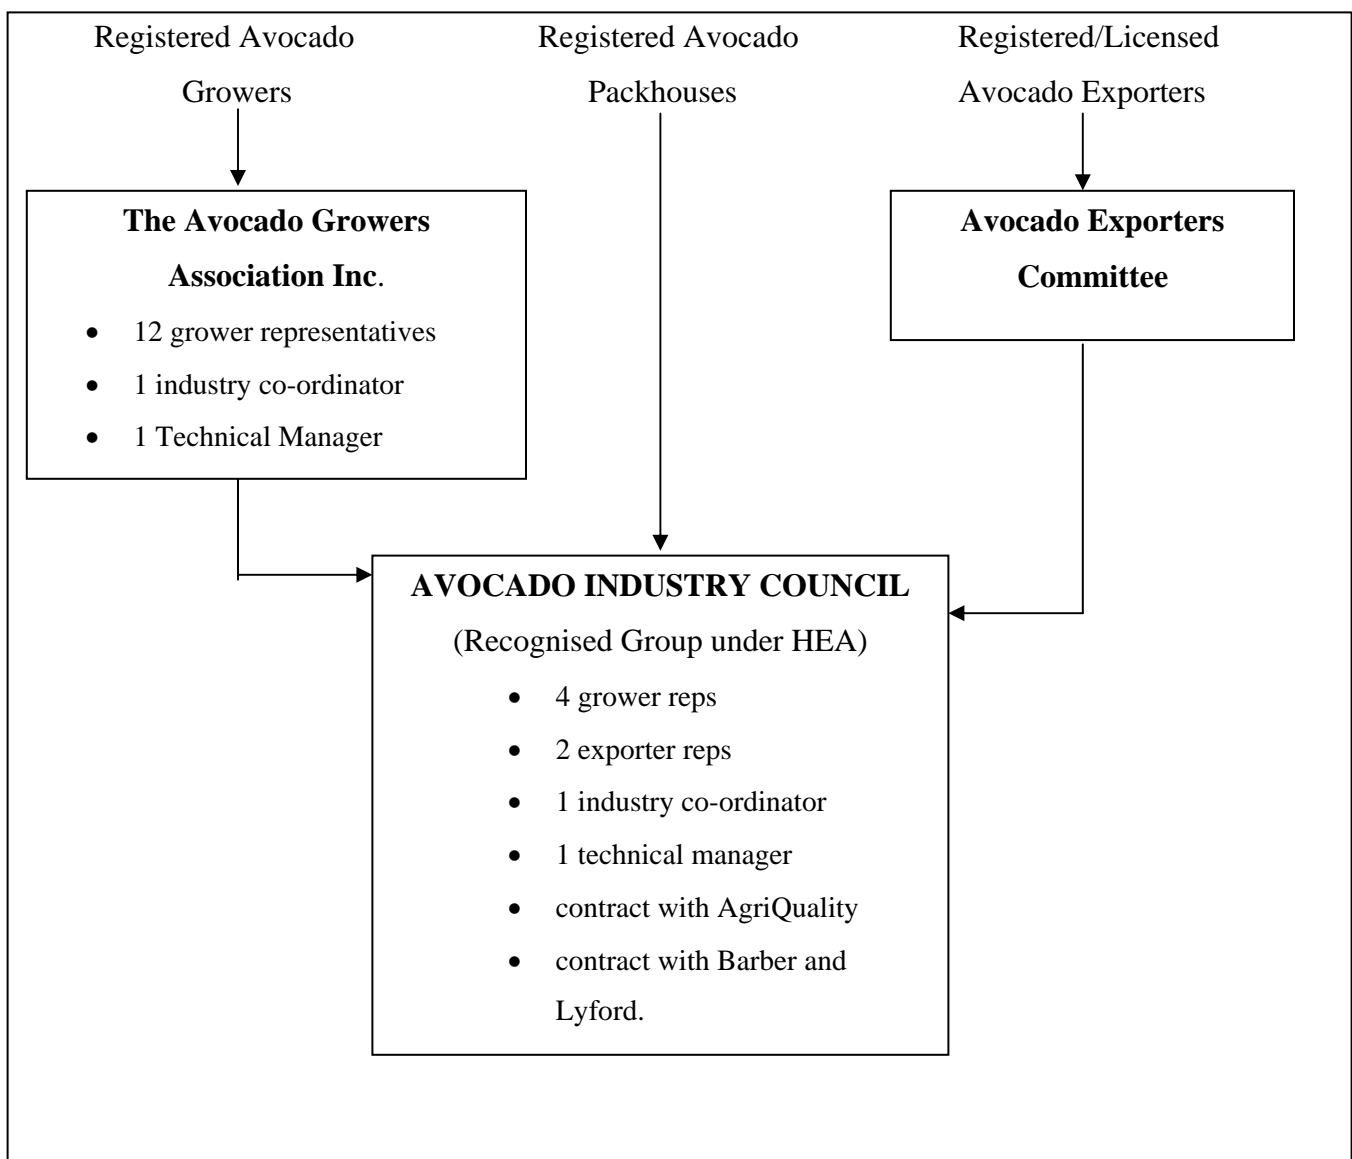 Registered Avocado
Growers
Registered Avocado
Packhouses
Registered/Licensed
Avocado Exporters
The Avocado Growers
Association Inc.
• 12 grower representatives
• 1 industry co-ordinator
• 1 Technical Manager
Avocado Exporters
Committee
AVOCADO INDUSTRY COUNCIL
(Recognised Group under HEA)
• 4 grower reps
• 2 exporter reps
• 1 industry co-ordinator
• 1 technical manager
• contract with AgriQuality
• contract with Barber and
Lyford.